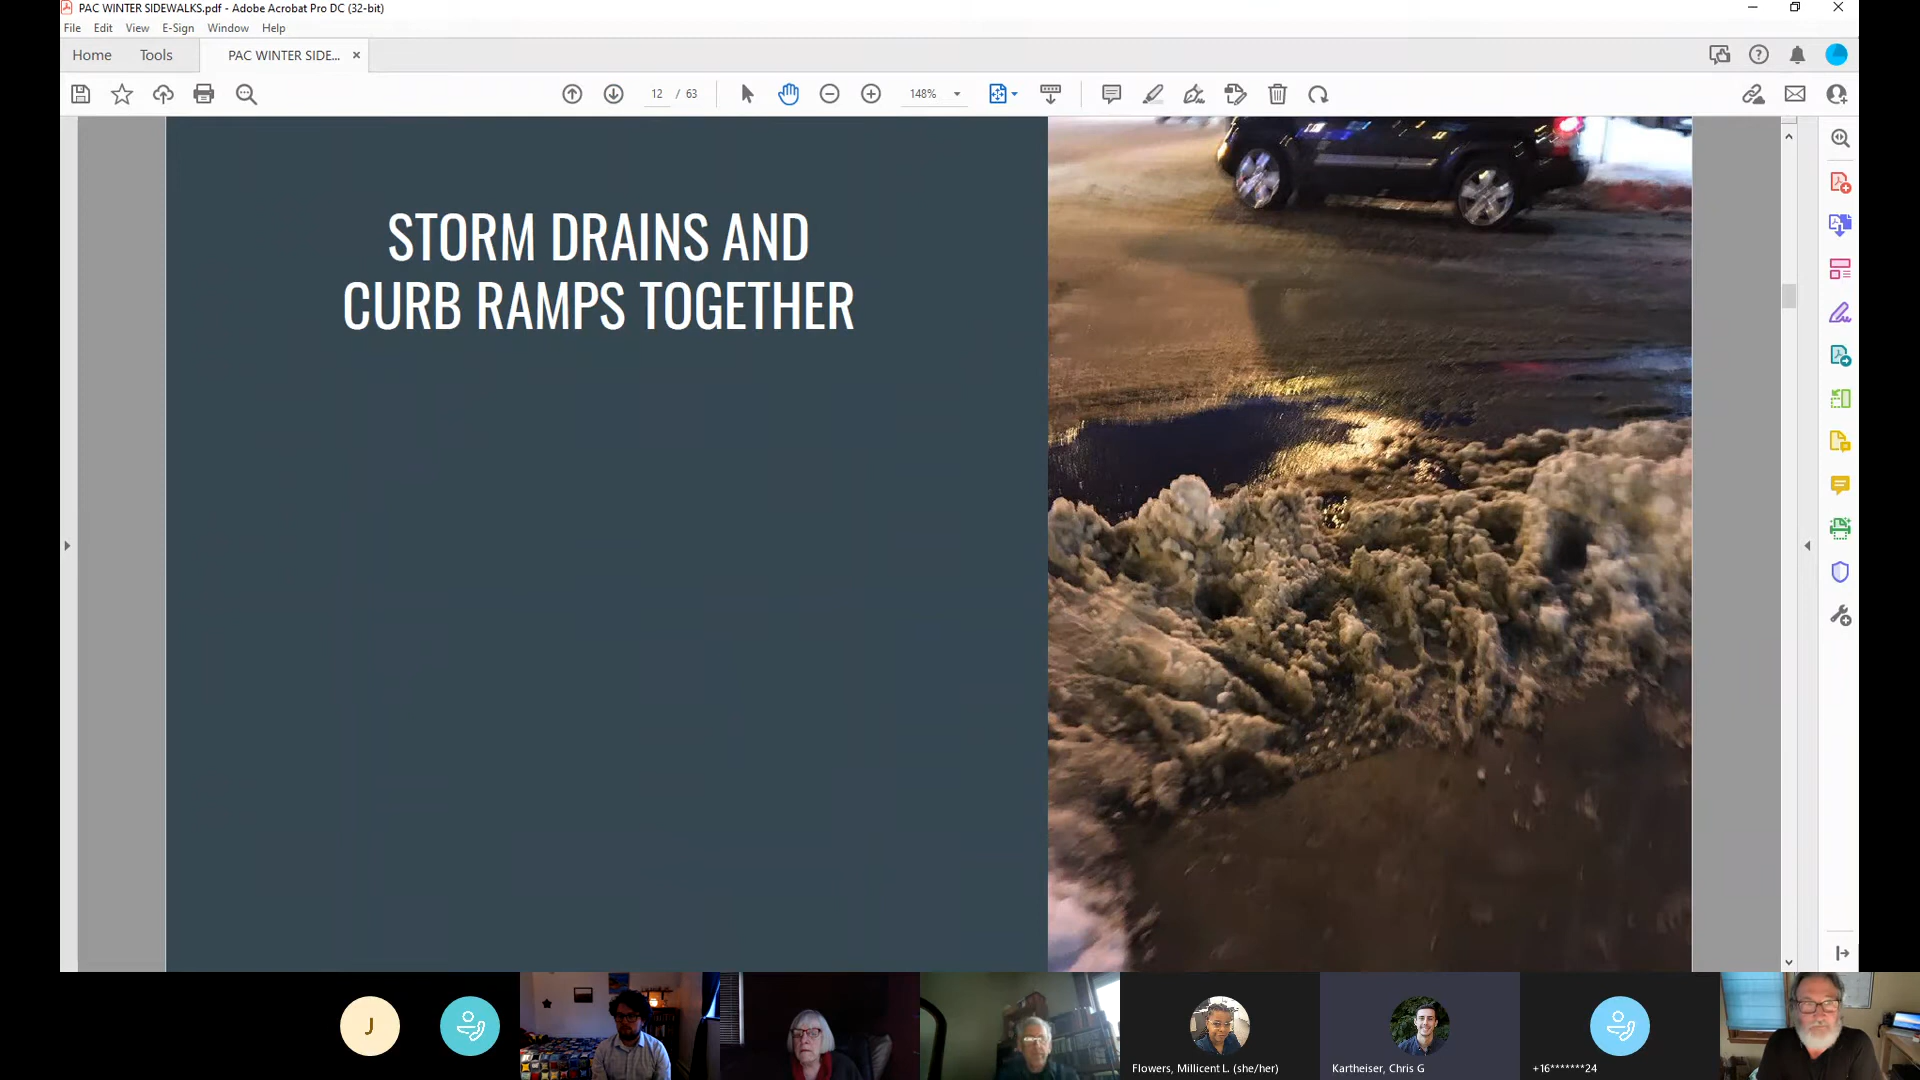 PAC WINTER SIDEWALKS.pdf - Adobe Acrobat Pro DC (32-bit)
File Edit View E-Sign Window Help
Home Tools PAC WINTER SIDE...
12 / 63 148%
STORM DRAINS AND
CURB RAMPS TOGETHER
J
Flowers, Millicent L. (she/her)
Kartheiser, Chris G
+16*******24